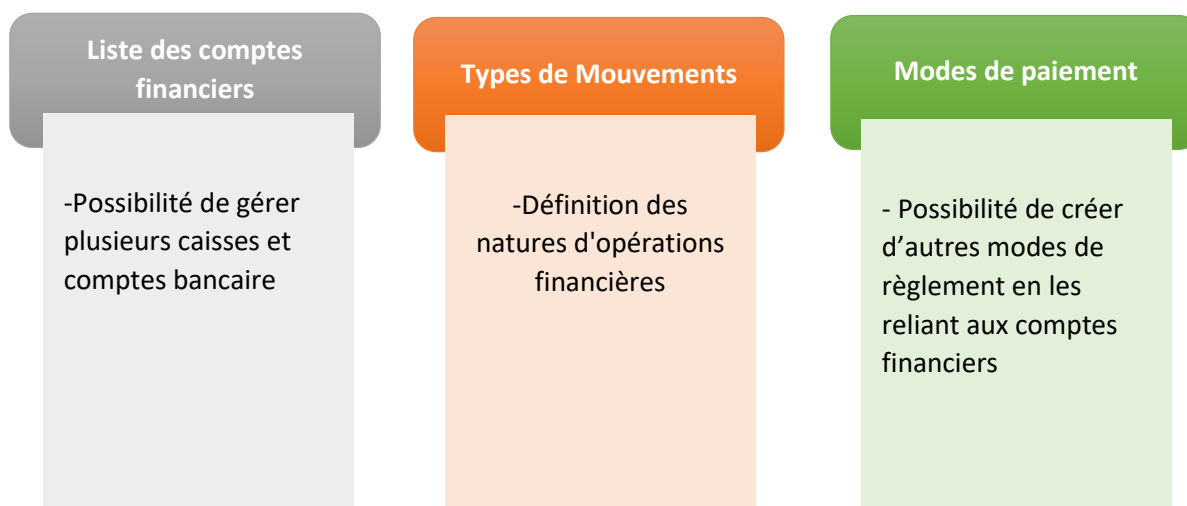 Liste des comptes
financiers
-Possibilité de gérer
plusieurs caisses et
comptes bancaire
Types de Mouvements
-Définition des
natures d'opérations
financières
Modes de paiement
- Possibilité de créer
d’autres modes de
règlement en les
reliant aux comptes
financiers